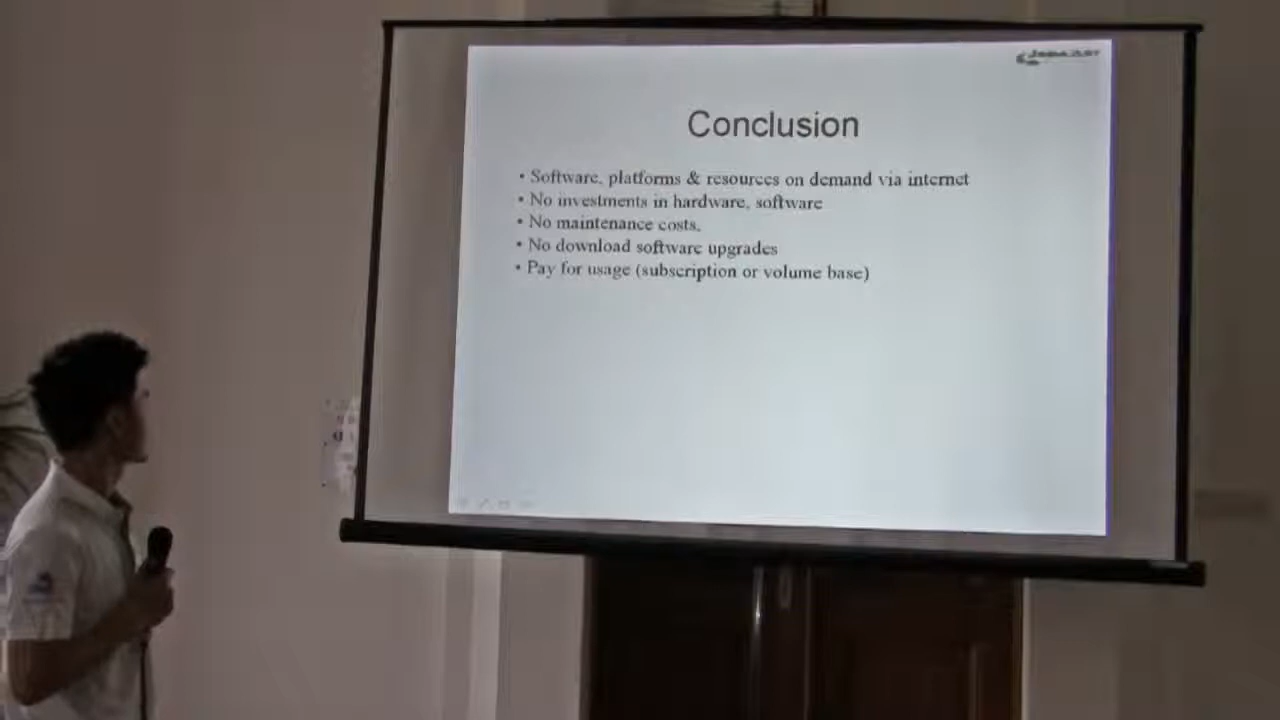 Conclusion
• Software, platforms & resources on demand via internet
• No investments in hardware, software
• No maintenance costs.
• No download software upgrades
• Pay for usage (subscription or volume base)